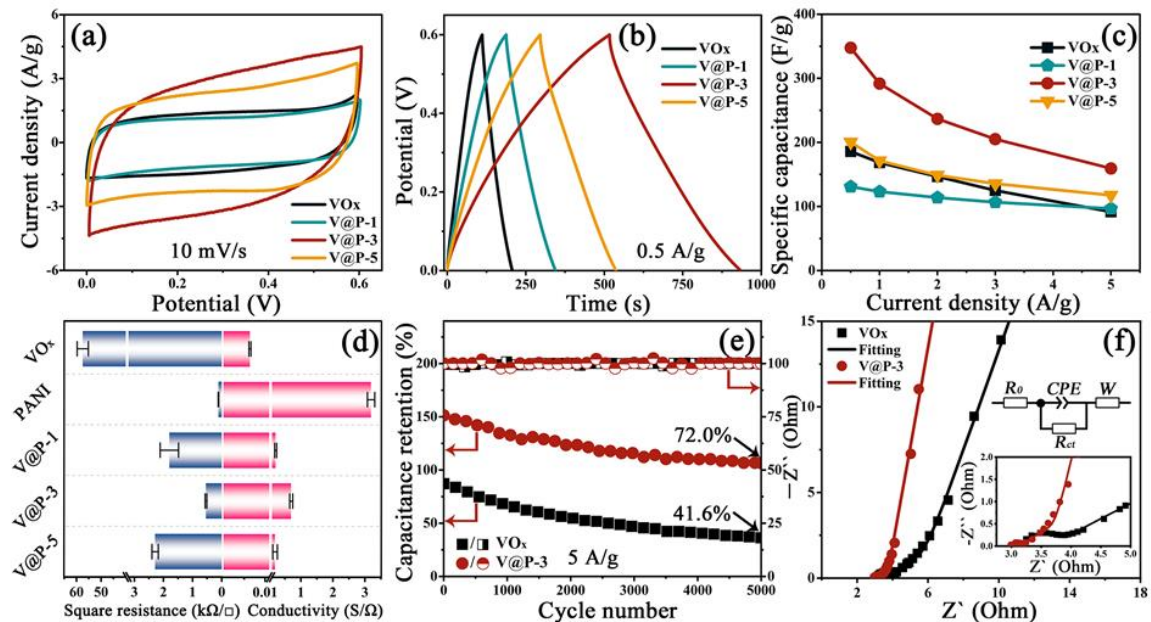 (a)
Current density (A/g)
6
3
0
-3
-6
VOx
V@P-1
V@P-3
V@P-5
10 mV/s
0.0 0.2 0.4 0.6
Potential (V)
(b)
Potential (V)
0.6
0.4
0.2
0.0
VOx
V@P-1
V@P-3
V@P-5
0.5 A/g
0 250 500 750 1000
Time (s)
(c)
Specific capacitance (F/g)
400
300
200
100
0
VOx
V@P-1
V@P-3
V@P-5
0 1 2 3 4 5
Current density (A/g)
(d)
VOx
PANI
V@P-1
V@P-3
V@P-5
60 40 3 2 1 0 0.01 1 2 3
Square resistance (kΩ/□) Conductivity (S/Ω)
(e)
Capacitance retention (%)
200
150
100
50
0
100
75
50
25
0
72.0%
41.6%
VOx
V@P-3
5 A/g
0 1000 2000 3000 4000 5000
Cycle number
(f)
−Z`` (Ohm)
15
10
5
0
VOx
Fitting
V@P-3
Fitting
R0 CPE W
Rct
-Z`` (Ohm)
2.0
1.5
1.0
0.5
0.0
2.5 3.0 3.5 4.0 4.5 5.0
Z` (Ohm)
2 6 10 14 18
Z` (Ohm)